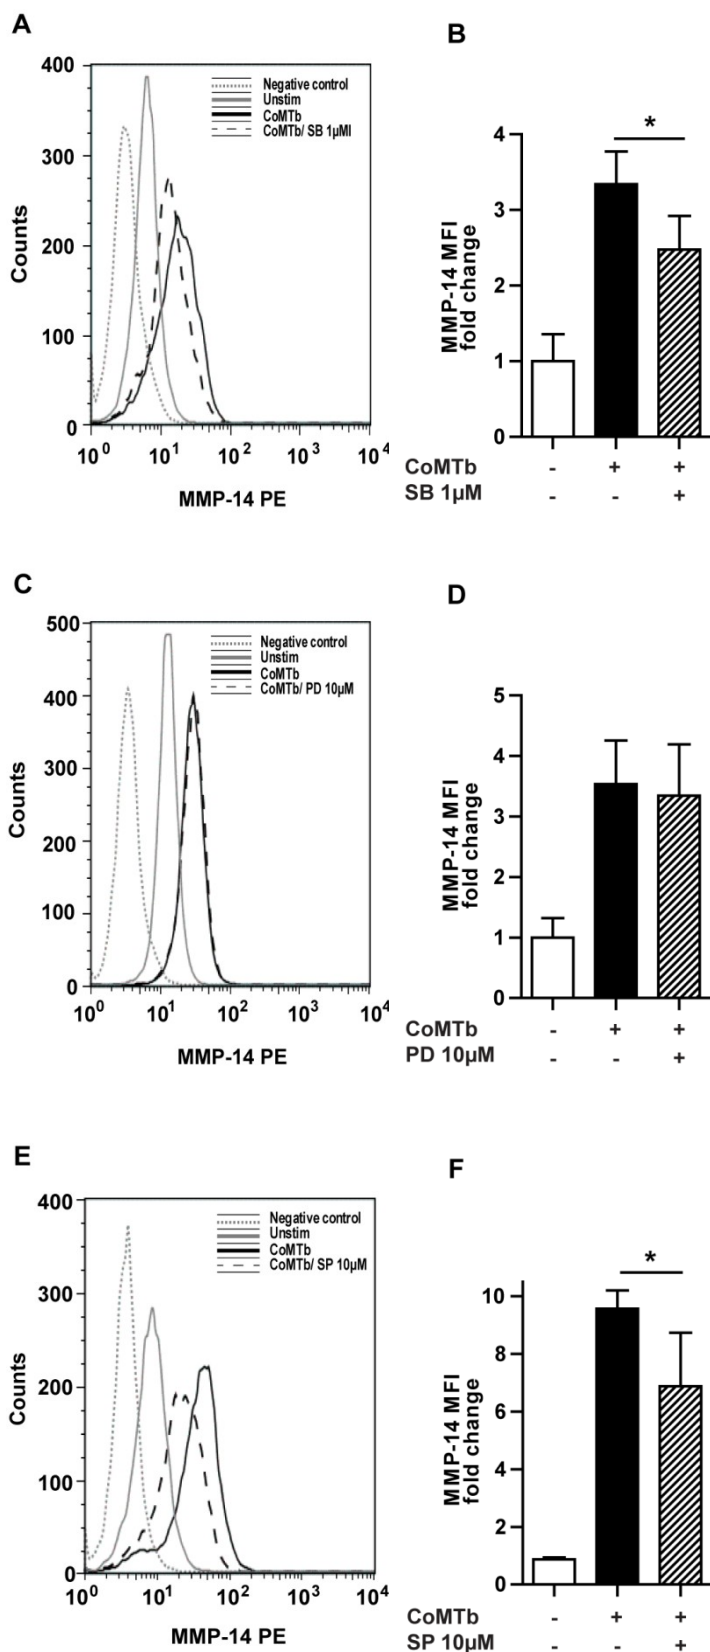 A
400
300
200
100
0
Counts
Negative control
Unstim
CoMTb
CoMTb/ SB 1µMl
10^0 10^1 10^2 10^3 10^4
MMP-14 PE
B
*
4
3
2
1
0
MMP-14 MFI
fold change
CoMTb - + +
SB 1µM - - +
C
500
400
300
200
100
0
Counts
Negative control
Unstim
CoMTb
CoMTb/ PD 10µM
10^0 10^1 10^2 10^3 10^4
MMP-14 PE
D
5
4
3
2
1
0
MMP-14 MFI
fold change
CoMTb - + +
PD 10µM - - +
E
400
300
200
100
0
Counts
Negative control
Unstim
CoMTb
CoMTb/ SP 10µM
10^0 10^1 10^2 10^3 10^4
MMP-14 PE
F
*
10
8
6
4
2
0
MMP-14 MFI
fold change
CoMTb - + +
SP 10µM - - +